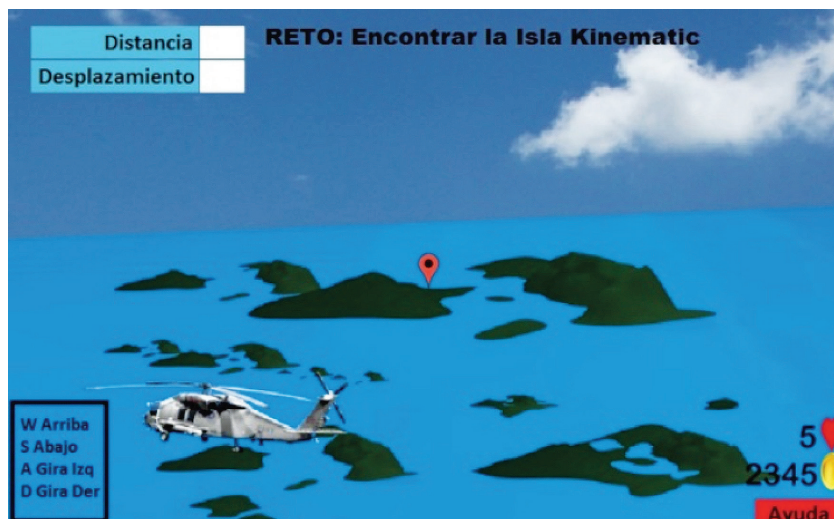 Distancia
Desplazamiento
RETO: Encontrar la Isla Kinematic
W Arriba
S Abajo
A Gira Izq
D Gira Der
5
2345
Ayuda